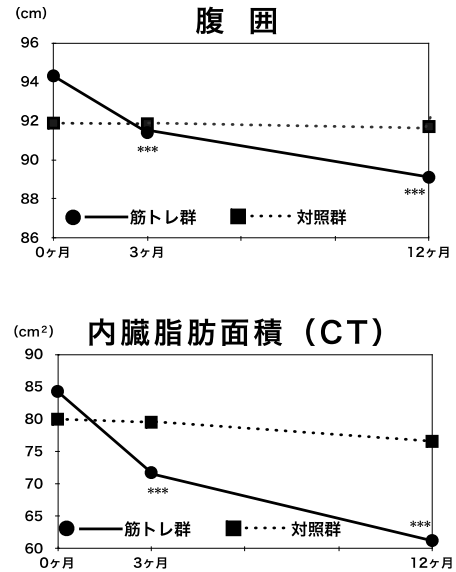 (cm)
腹 囲
96
94
92
90
88
86
***
***
筋トレ群
対照群
0ヶ月
3ヶ月
12ヶ月
(cm²)
内臓脂肪面積（CT）
90
85
80
75
70
65
60
***
***
筋トレ群
対照群
0ヶ月
3ヶ月
12ヶ月